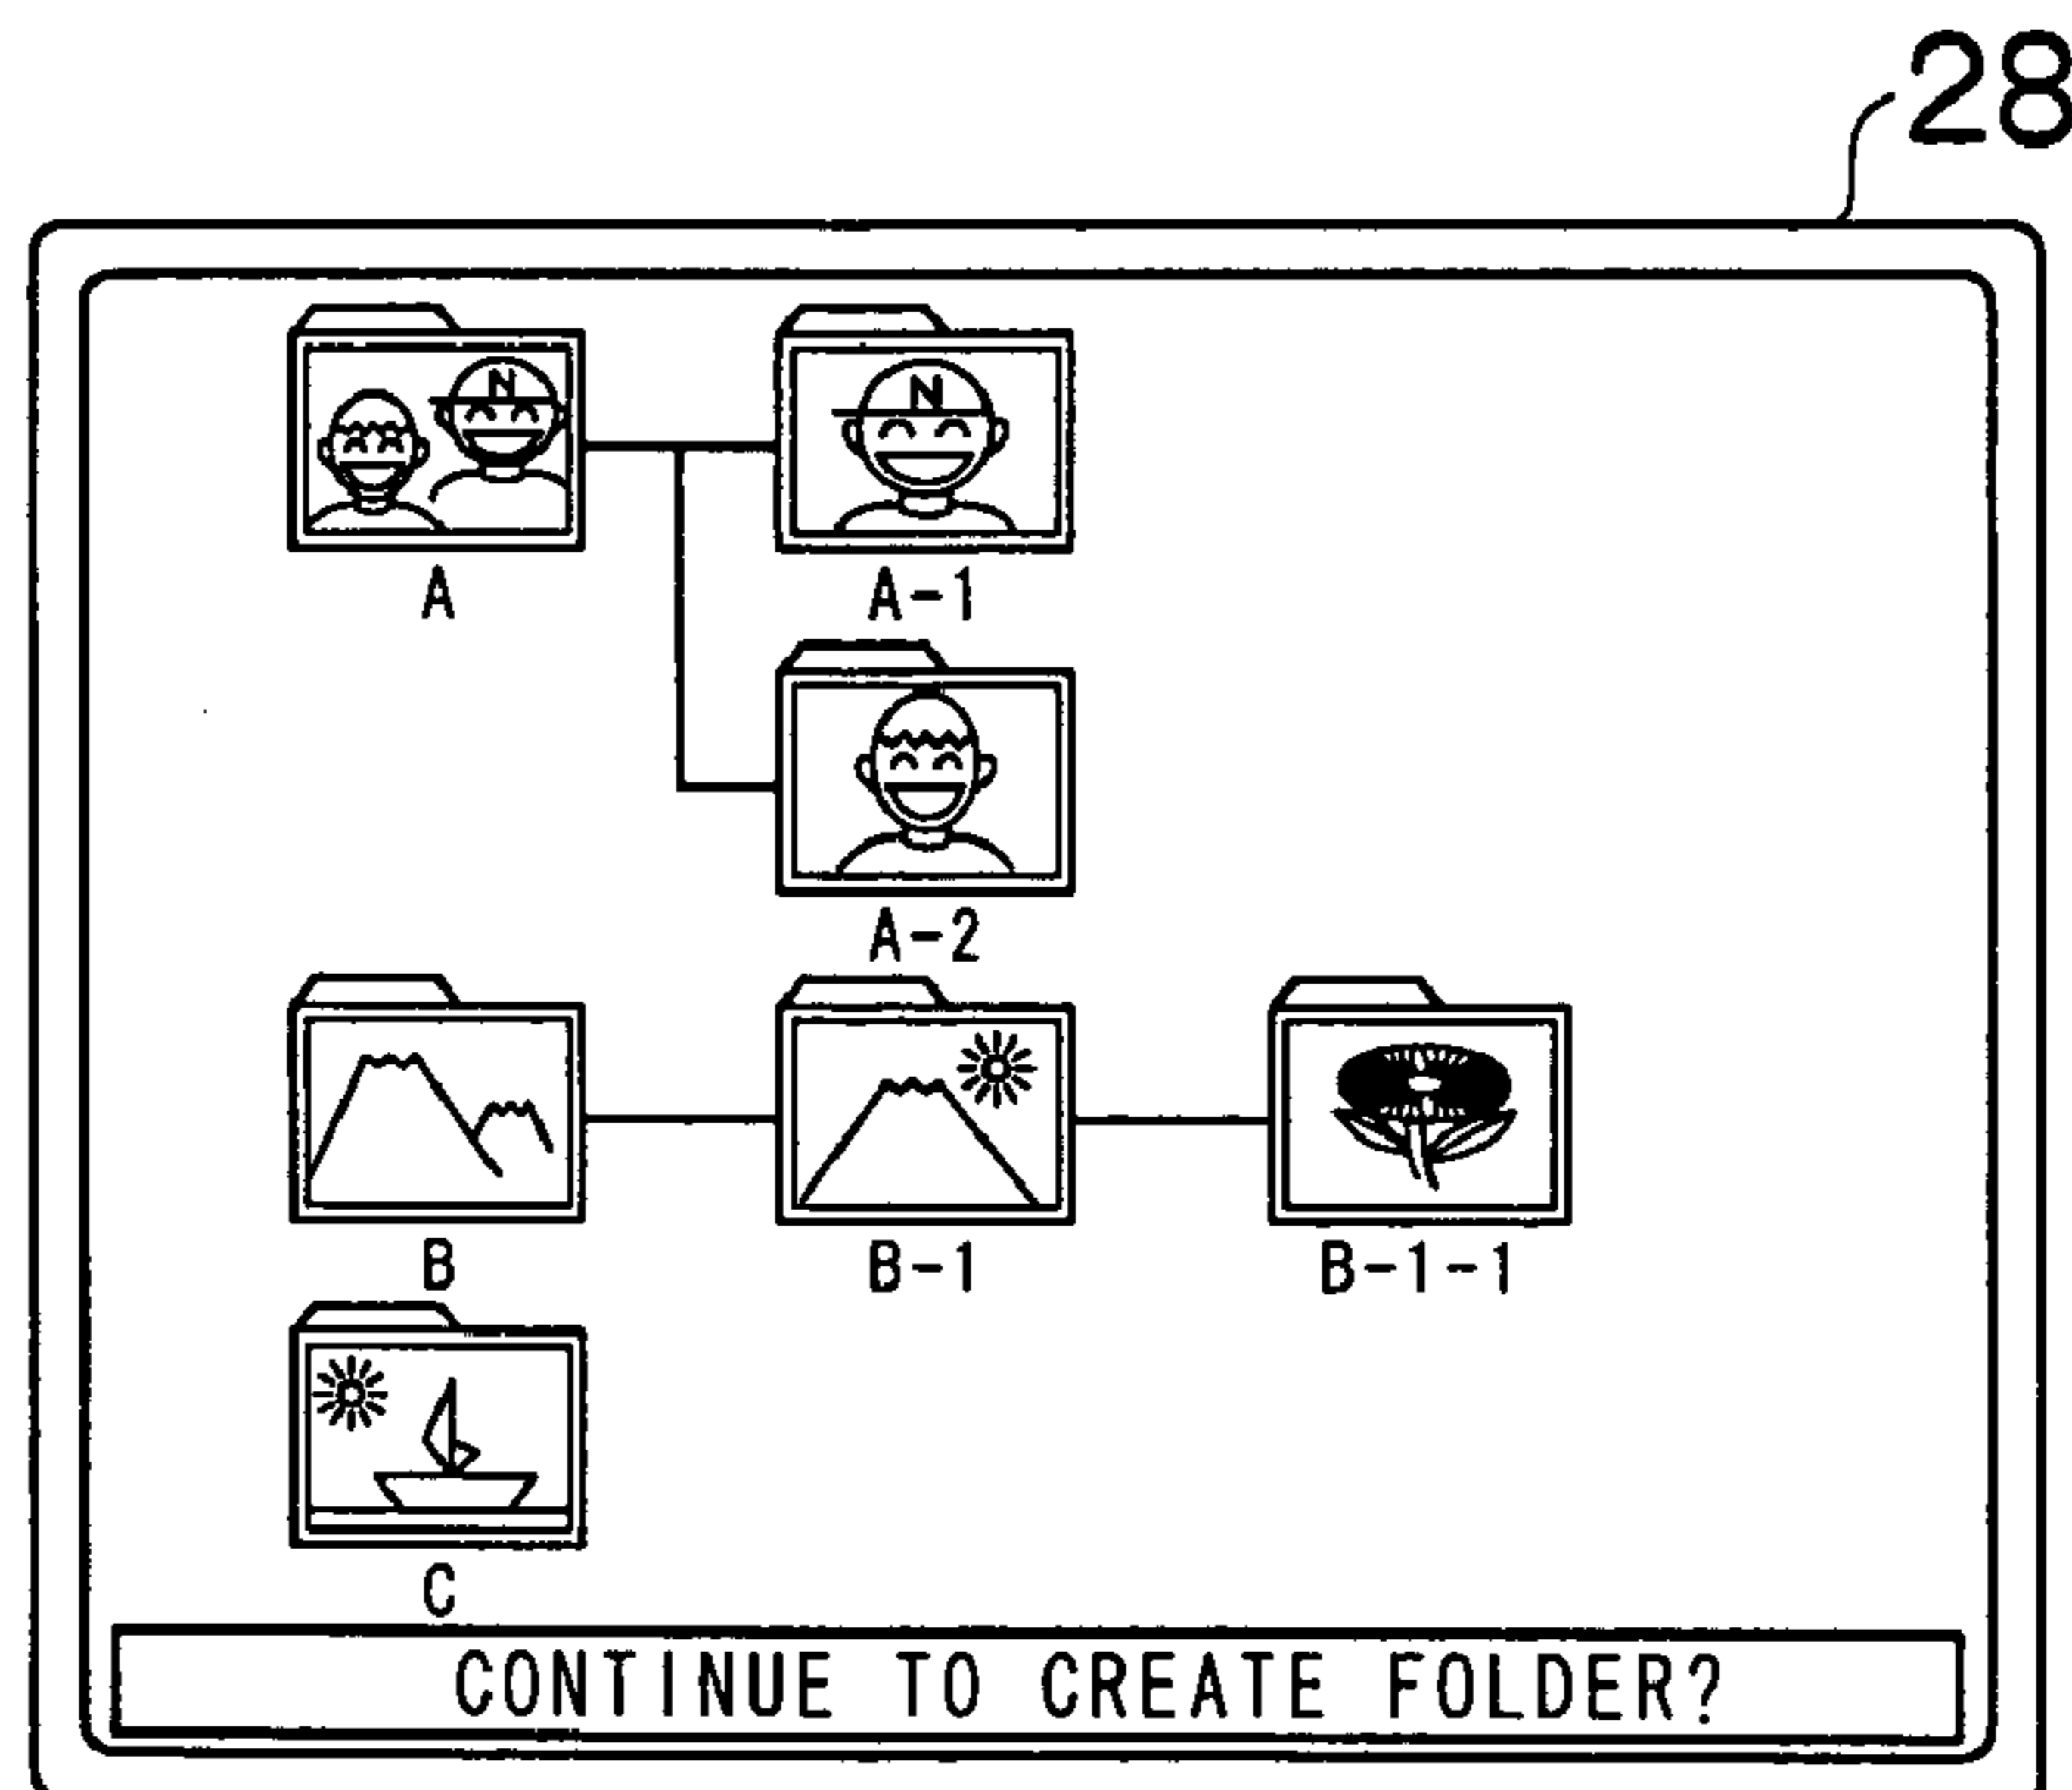 28
N
N
A
A-1
A-2
B
B-1
B-1-1
C
CONTINUE TO CREATE FOLDER?